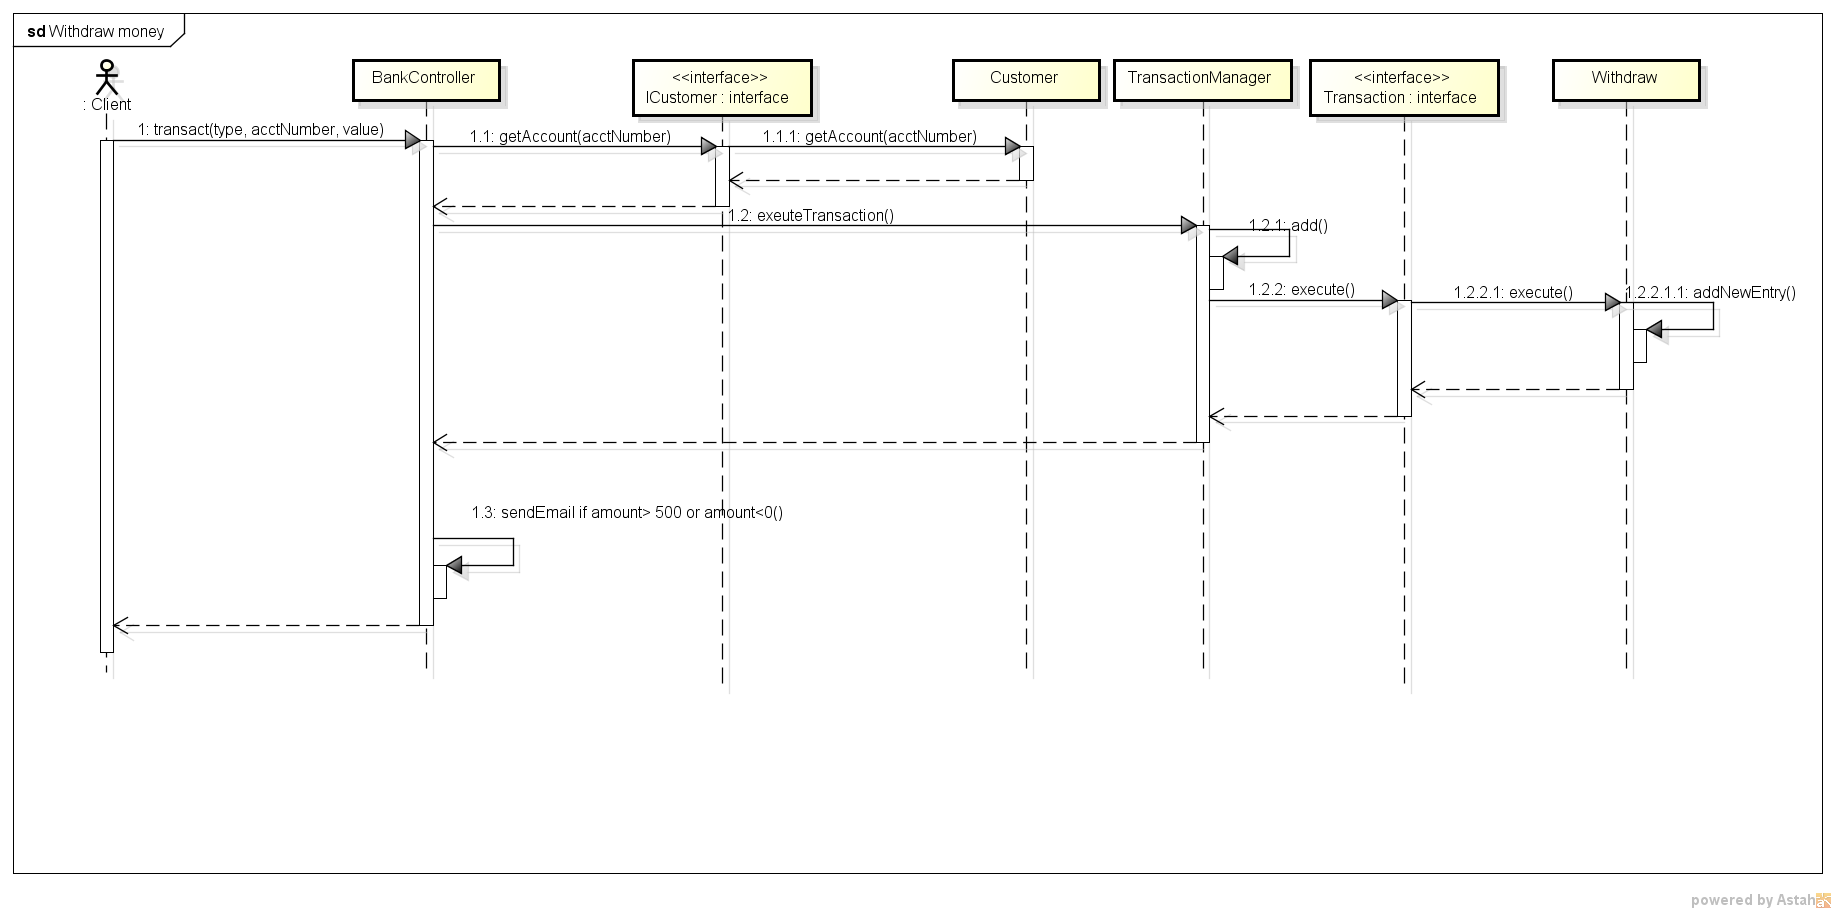 sd Withdraw money
: Client
BankController
<<interface>>
ICustomer : interface
Customer
TransactionManager
<<interface>>
Transaction : interface
Withdraw
1: transact(type, acctNumber, value)
1.1: getAccount(acctNumber)
1.1.1: getAccount(acctNumber)
1.2: exeuteTransaction()
1.2.1: add()
1.2.2: execute()
1.2.2.1: execute()
1.2.2.1.1: addNewEntry()
1.3: sendEmail if amount> 500 or amount<0()
powered by Astah